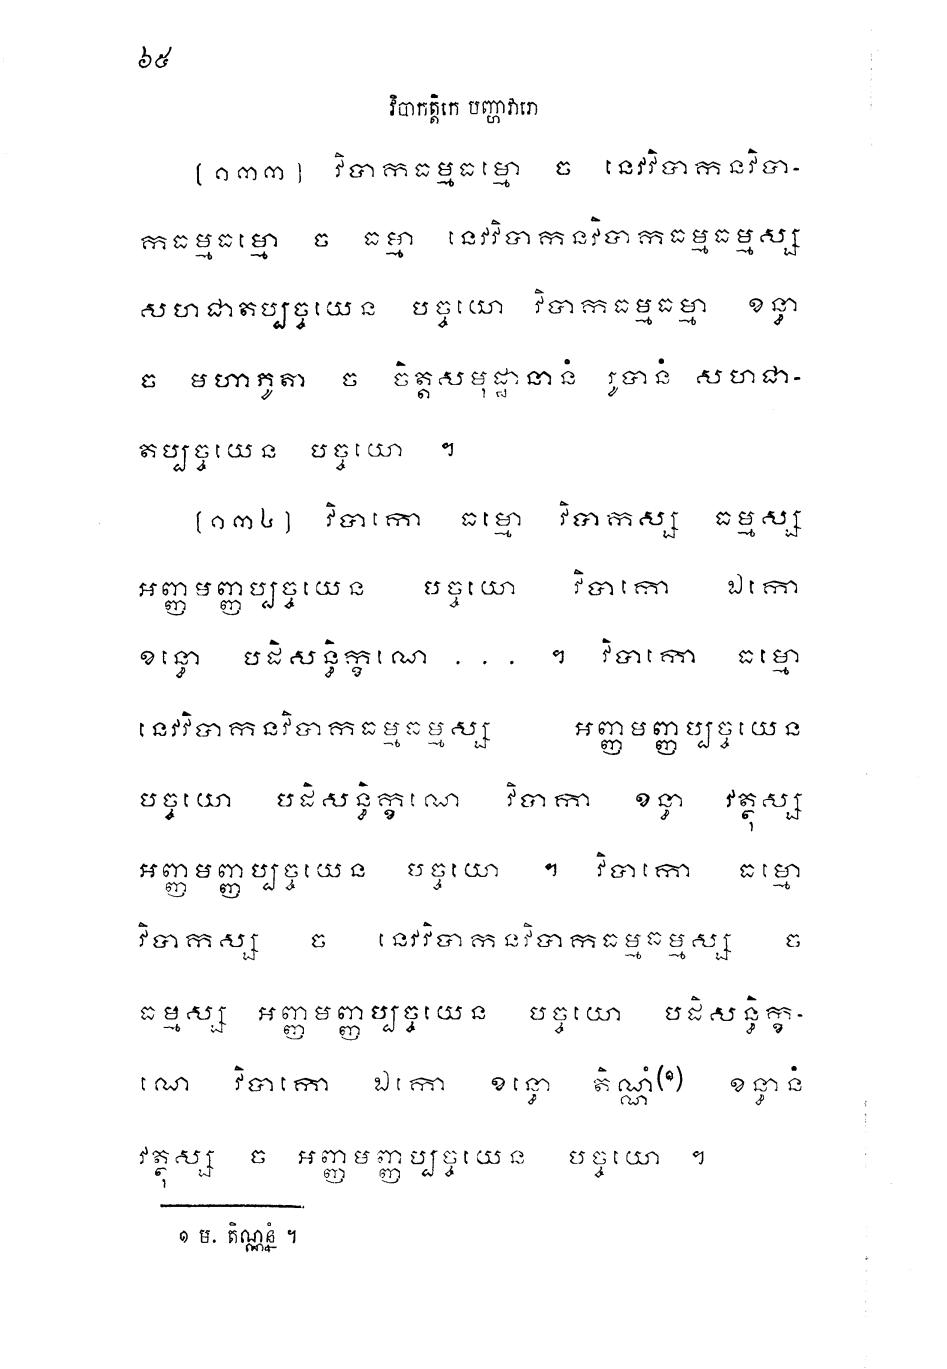 ៦៥
វិបាកត្តិកេ បញ្ហាវារោ
[១៣៣] វិបាកធម្មធម្មោ ច នេវវិបាកនវិបា-
កធម្មធម្មោ ច ធម្មា នេវវិបាកនវិបាកធម្មធម្មស្ស
សហជាតប្បច្ចយេន បច្ចយោ វិបាកធម្មធម្មា ខន្ធា
ច មហាភូតា ច ចិត្តសមុដ្ឋានានំ រូបានំ សហជា-
តប្បច្ចយេន បច្ចយោ ។
[១៣៤] វិបាកោ ធម្មោ វិបាកស្ស ធម្មស្ស
អញ្ញមញ្ញប្បច្ចយេន បច្ចយោ វិបាកោ ឯកោ
ខន្ធោ បដិសន្ធិក្ខណេ . . . ។ វិបាកោ ធម្មោ
នេវវិបាកនវិបាកធម្មធម្មស្ស អញ្ញមញ្ញប្បច្ចយេន
បច្ចយោ បដិសន្ធិក្ខណេ វិបាកា ខន្ធា វត្ថុស្ស
អញ្ញមញ្ញប្បច្ចយេន បច្ចយោ ។ វិបាកោ ធម្មោ
វិបាកស្ស ច នេវវិបាកនវិបាកធម្មធម្មស្ស ច
ធម្មស្ស អញ្ញមញ្ញប្បច្ចយេន បច្ចយោ បដិសន្ធិក្ខ-
ណេ វិបាកោ ឯកោ ខន្ធោ តិណ្ណំ(១) ខន្ធានំ
វត្ថុស្ស ច អញ្ញមញ្ញប្បច្ចយេន បច្ចយោ ។
១ ម. តិណ្ណន្នំ ។